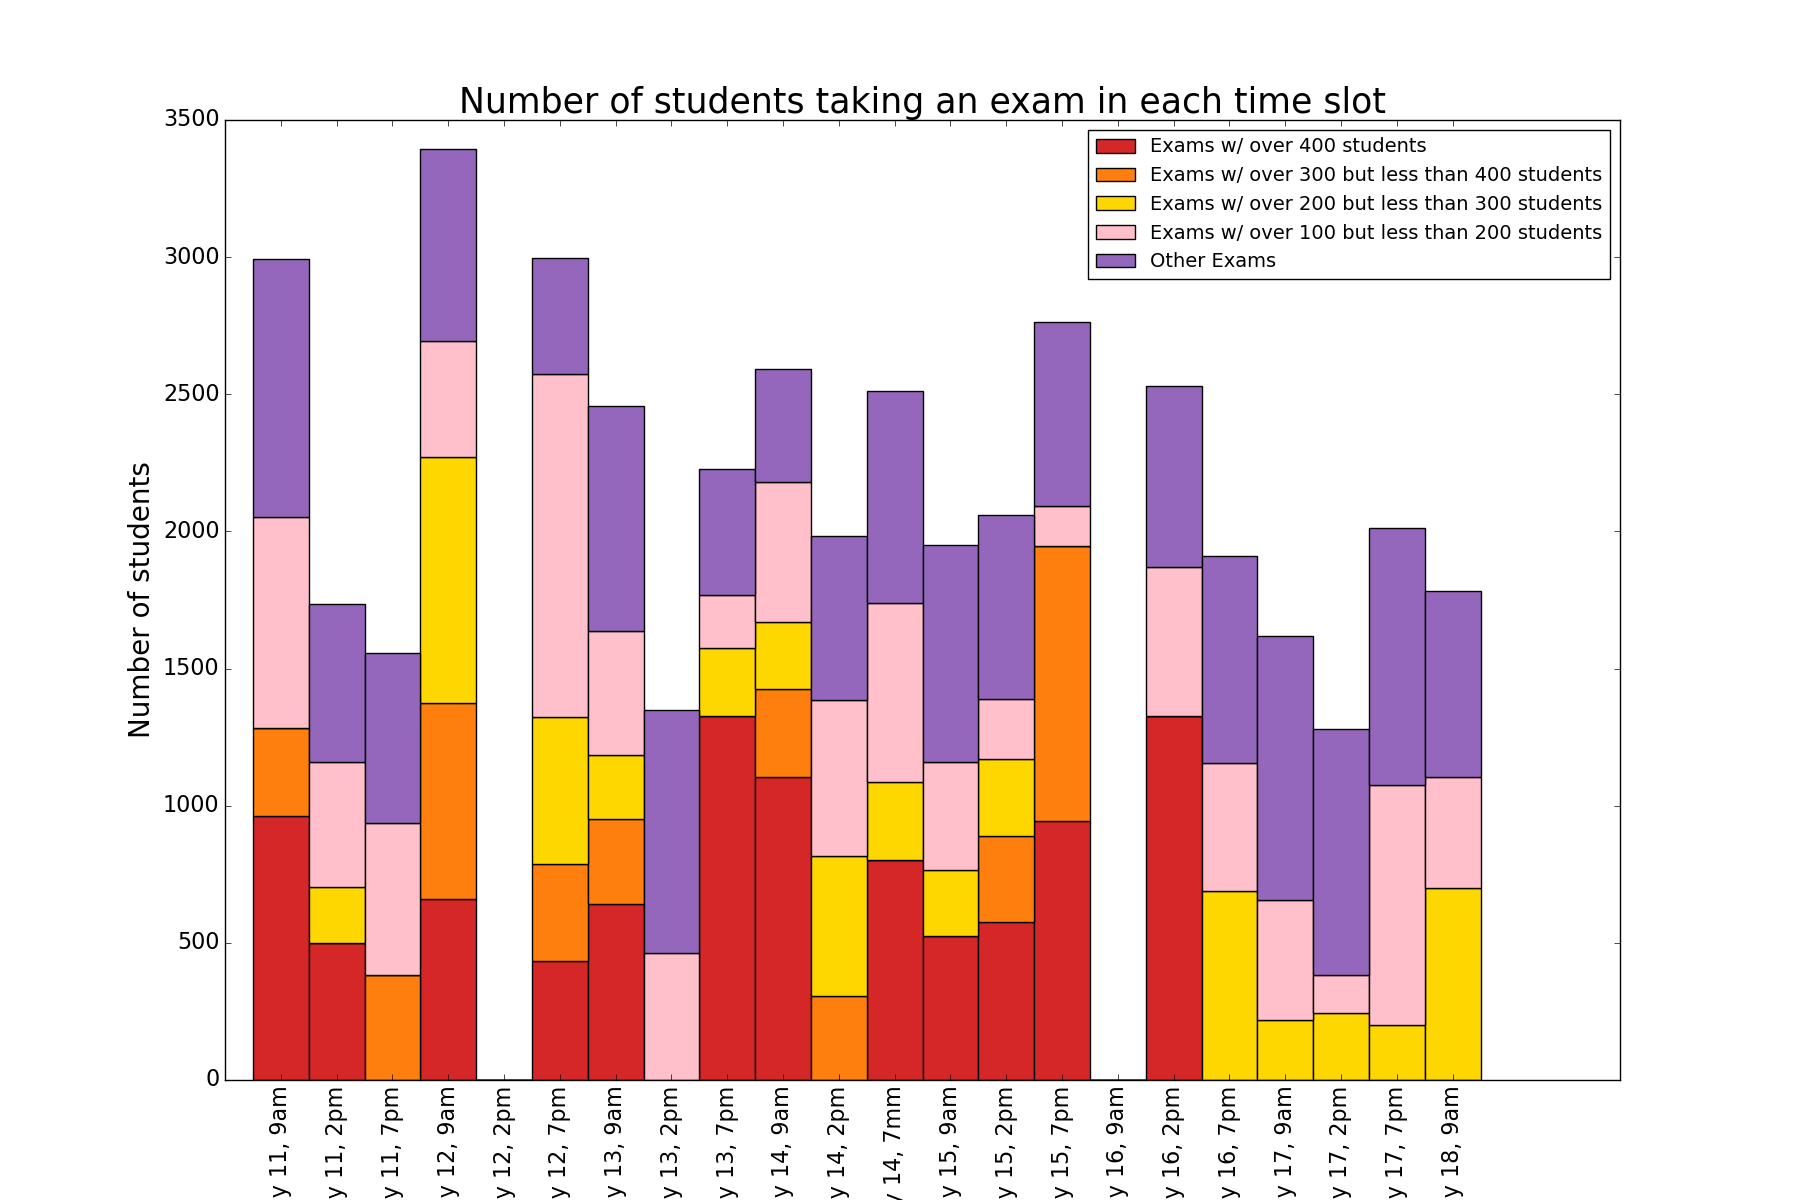 Number of students taking an exam in each time slot
3500
3000
2500
2000
1500
1000
500
0
Number of students
Exams w/ over 400 students
Exams w/ over 300 but less than 400 students
Exams w/ over 200 but less than 300 students
Exams w/ over 100 but less than 200 students
Other Exams
y 11, 9am
y 11, 2pm
y 11, 7pm
y 12, 9am
y 12, 2pm
y 12, 7pm
y 13, 9am
y 13, 2pm
y 13, 7pm
y 14, 9am
y 14, 2pm
y 14, 7mm
y 15, 9am
y 15, 2pm
y 15, 7pm
y 16, 9am
y 16, 2pm
y 16, 7pm
y 17, 9am
y 17, 2pm
y 17, 7pm
y 18, 9am